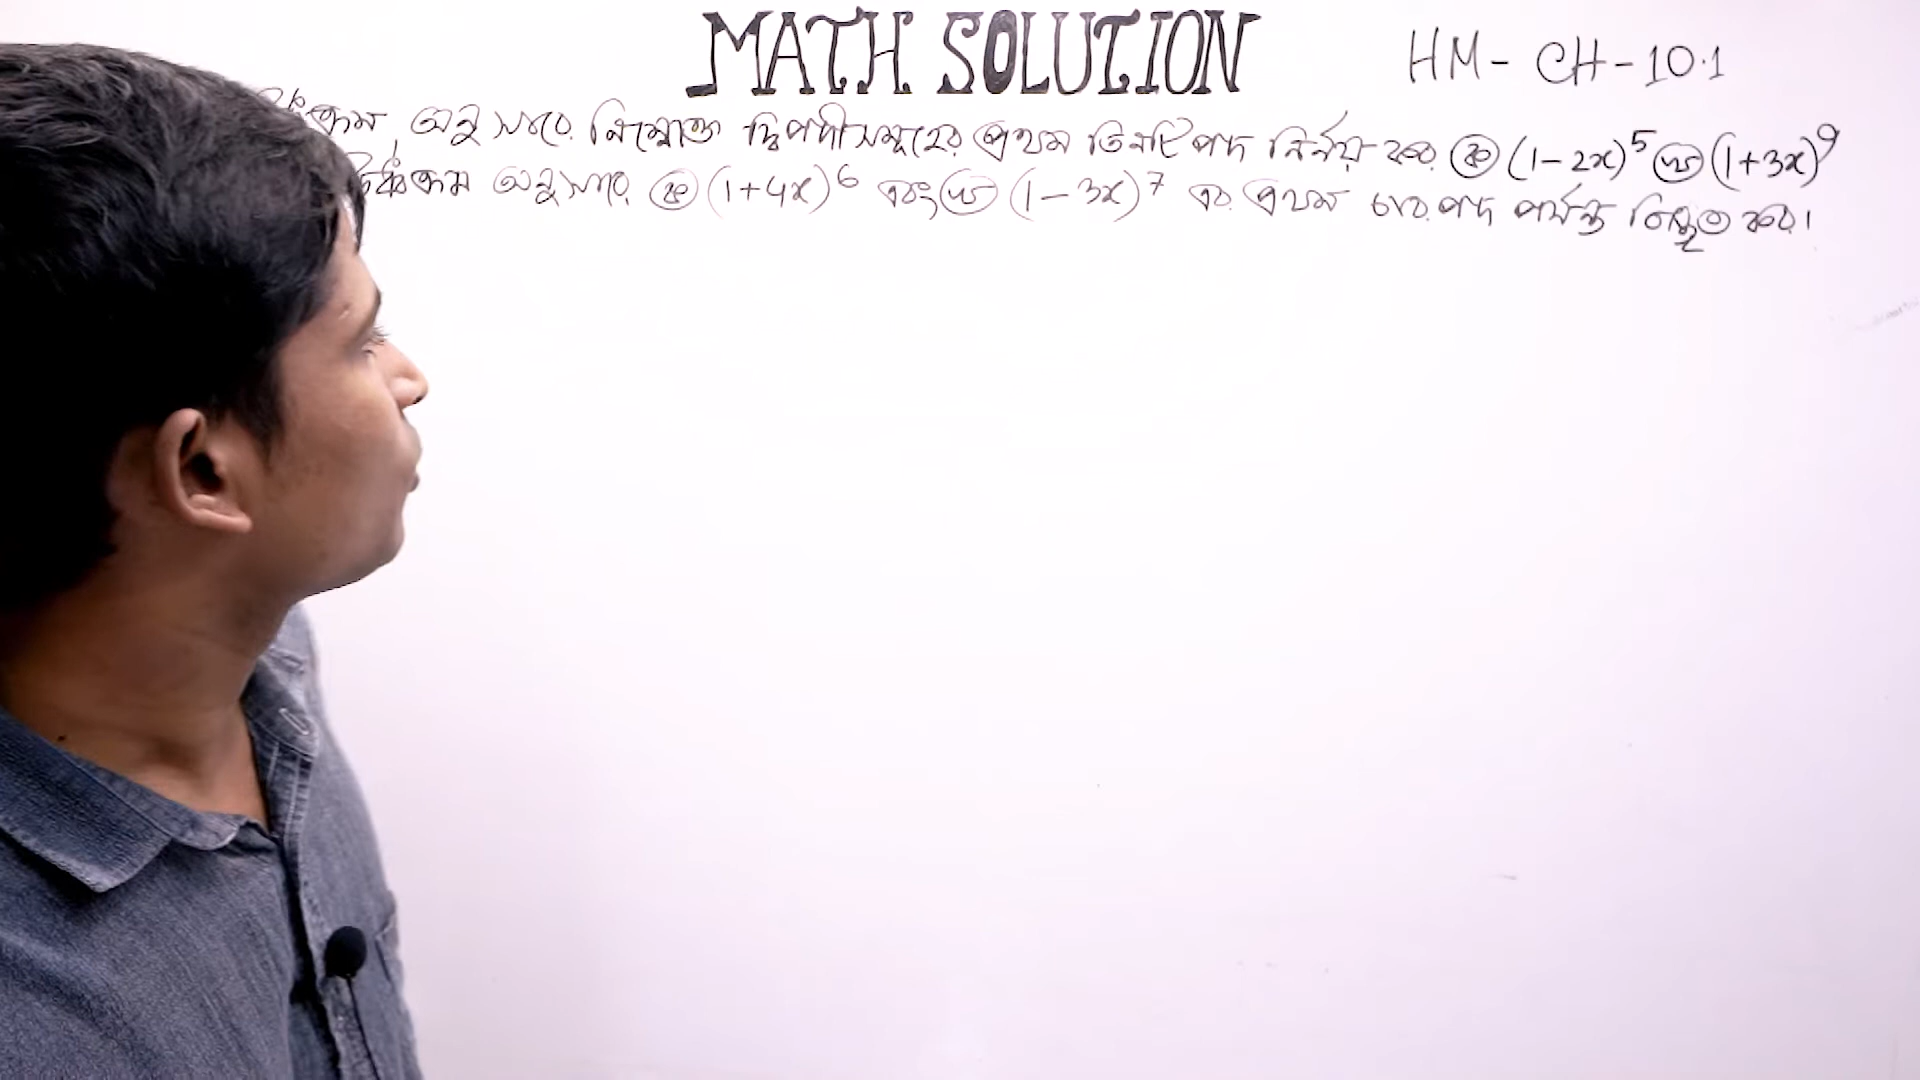 MATH SOLUTION
HM- CH-10.1
ক্রম, অনুসারে নিম্নোক্ত দ্বিপদীসমূহের প্রথম তিনটি পদ নির্ণয় কর ক (1-2x)^5 খ (1+3x)^9
অনুসারে ক (1+4x)^6 এবং খ (1-3x)^7 এর প্রথম চার পদ পর্যন্ত বিস্তৃত কর।